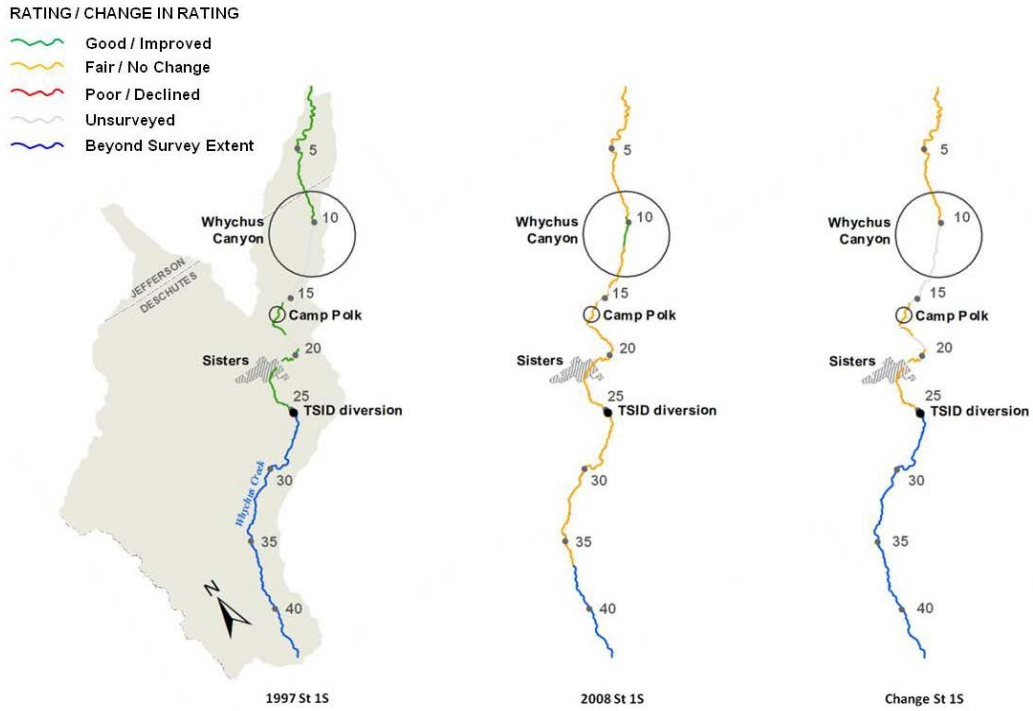 RATING / CHANGE IN RATING
Good / Improved
Fair / No Change
Poor / Declined
Unsurveyed
Beyond Survey Extent
5
10
Whychus
Canyon
JEFFERSON
DESCHUTES
15
Camp Polk
20
Sisters
25
TSID diversion
30
Whychus Creek
35
40
N
1997 St 1S
5
10
Whychus
Canyon
15
Camp Polk
20
Sisters
25
TSID diversion
30
35
40
2008 St 1S
5
10
Whychus
Canyon
15
Camp Polk
20
Sisters
25
TSID diversion
30
35
40
Change St 1S